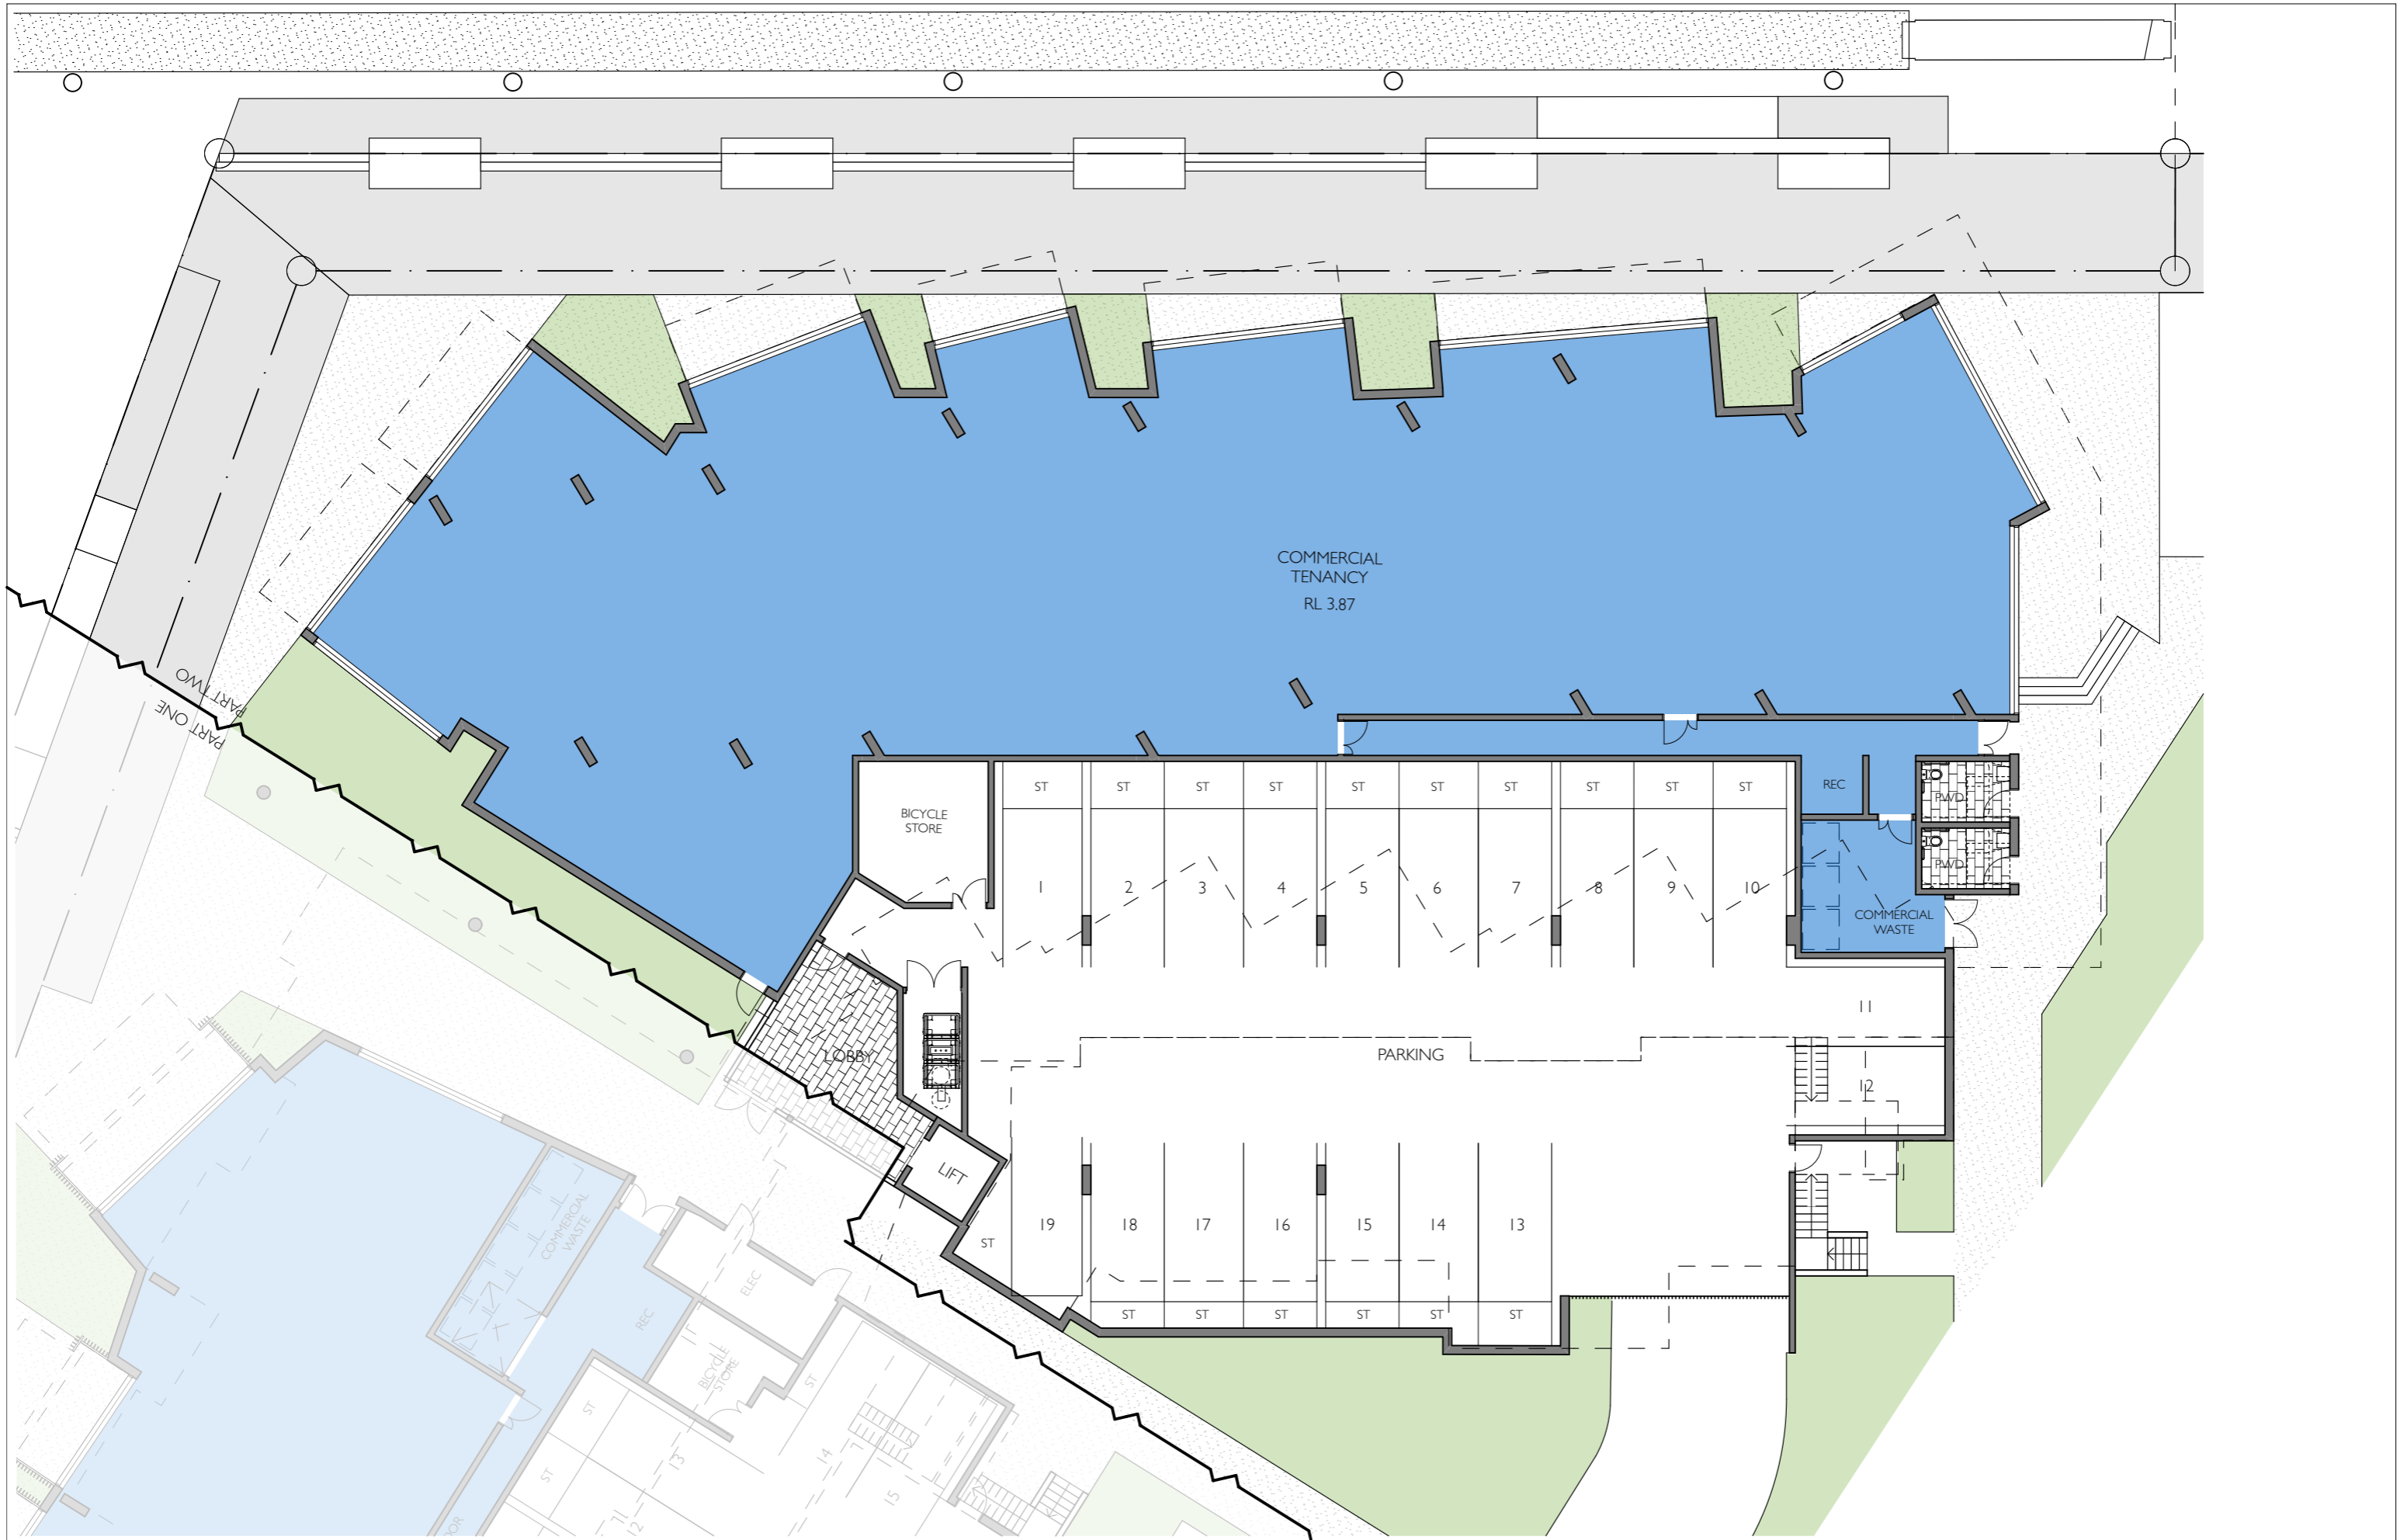 COMMERCIAL
TENANCY
RL 3.87
PART TWO
PART ONE
BICYCLE
STORE
ST
ST
ST
ST
ST
ST
ST
ST
ST
ST
REC
PWD
PWD
1
2
3
4
5
6
7
8
9
10
COMMERCIAL
WASTE
11
12
LOBBY
PARKING
LIFT
19
18
17
16
15
14
13
ST
ST
ST
ST
ST
ST
ST
COMMERCIAL
WASTE
ELEC
REC
BICYCLE
STORE
ST
ST
ST
13
14
15
11
12